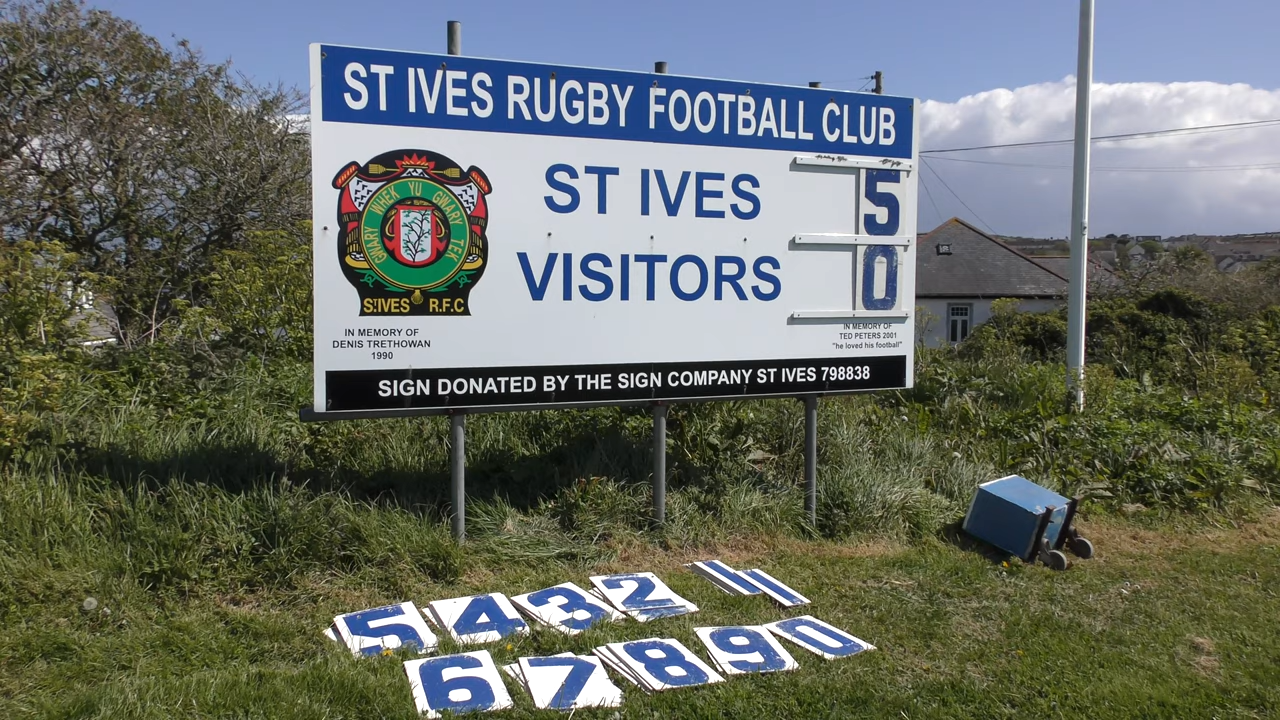 ST IVES RUGBY FOOTBALL CLUB
GWARY WHEK YU GWARY TEK
ST.IVES R.F.C
ST IVES 5
VISITORS 0
IN MEMORY OF
DENIS TRETHOWAN
1990
IN MEMORY OF
TED PETERS 2001
"he loved his football"
SIGN DONATED BY THE SIGN COMPANY ST IVES 798838
5 4 3 2 1 1
6 7 8 9 0